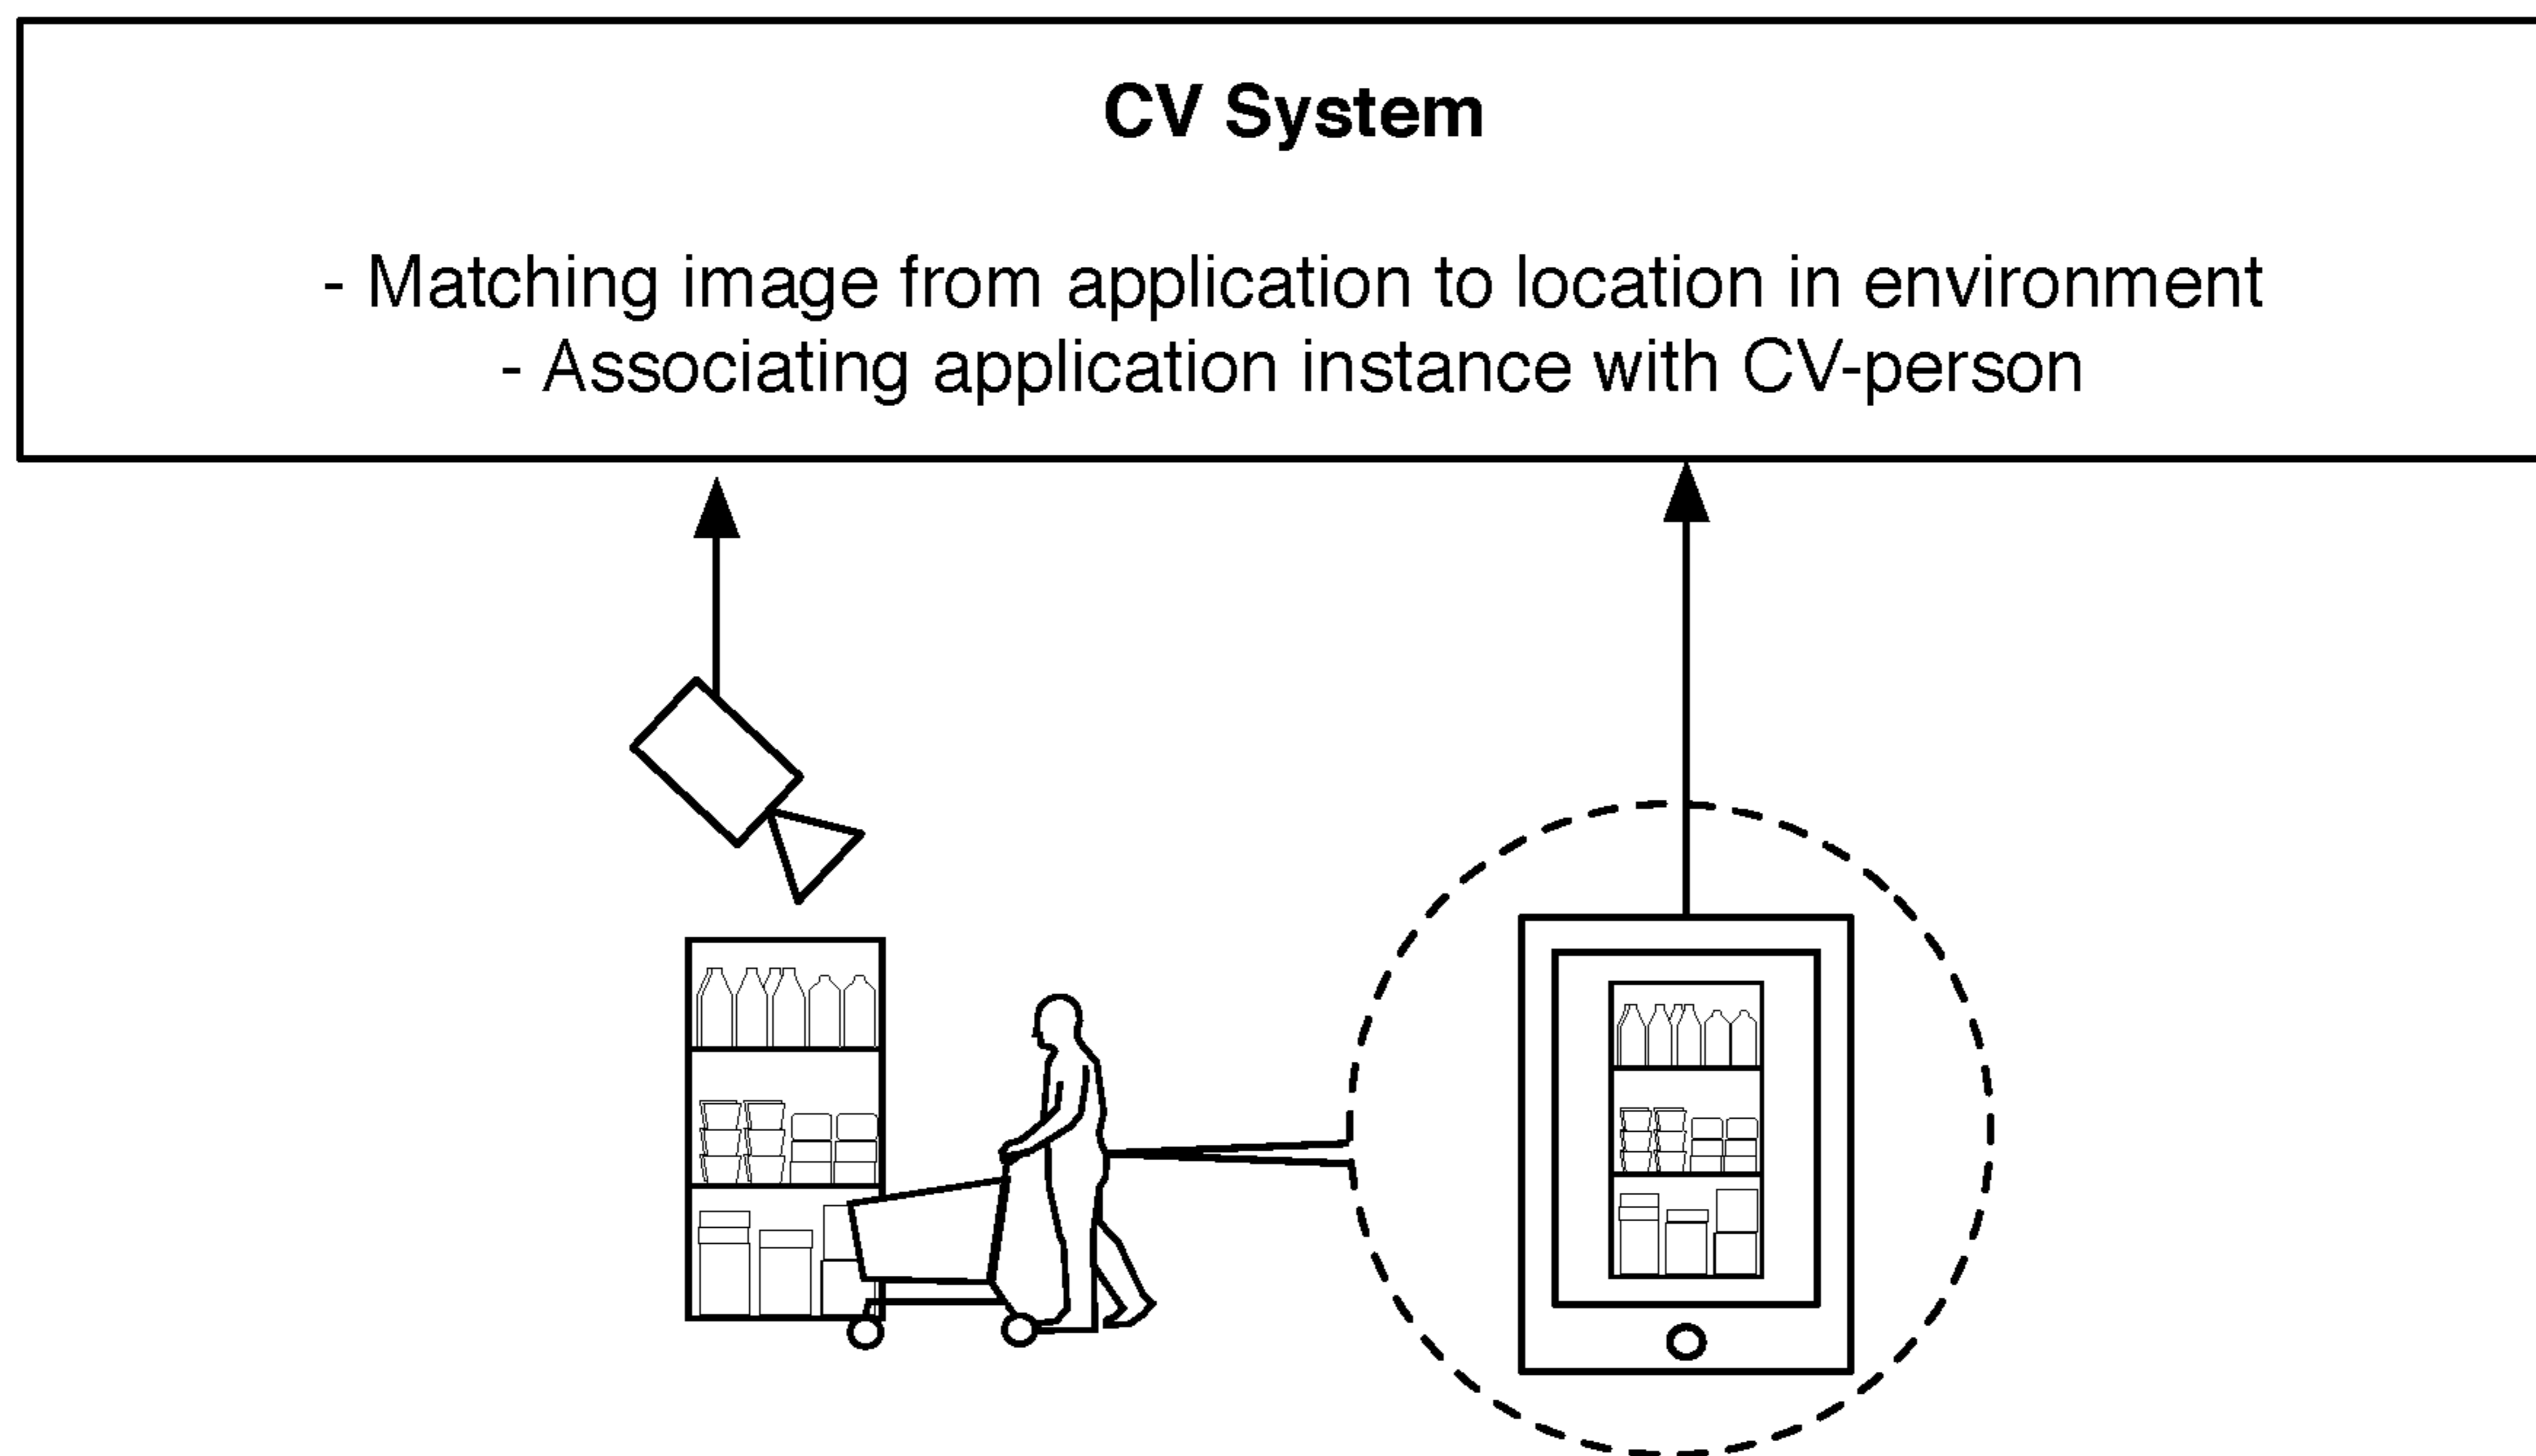 CV System
- Matching image from application to location in environment
- Associating application instance with CV-person